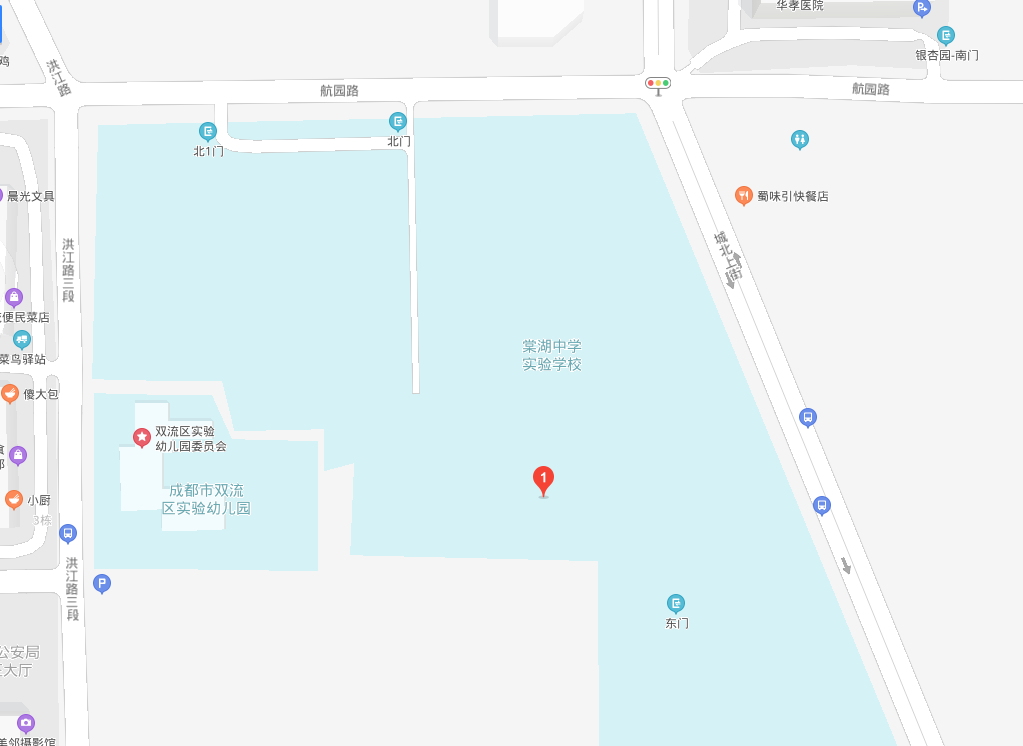 华孝医院
P
银杏园-南门
鸡
洪江路
航园路
航园路
北1门
北门
晨光文具
蜀味引快餐店
洪江路三段
城北上街
便民菜店
菜鸟驿站
棠湖中学
实验学校
傻大包
双流区实验
幼儿园委员会
食
1
成都市双流
区实验幼儿园
小厨
3栋
洪江路三段
P
东门
公安局
大厅
美邻摄影馆